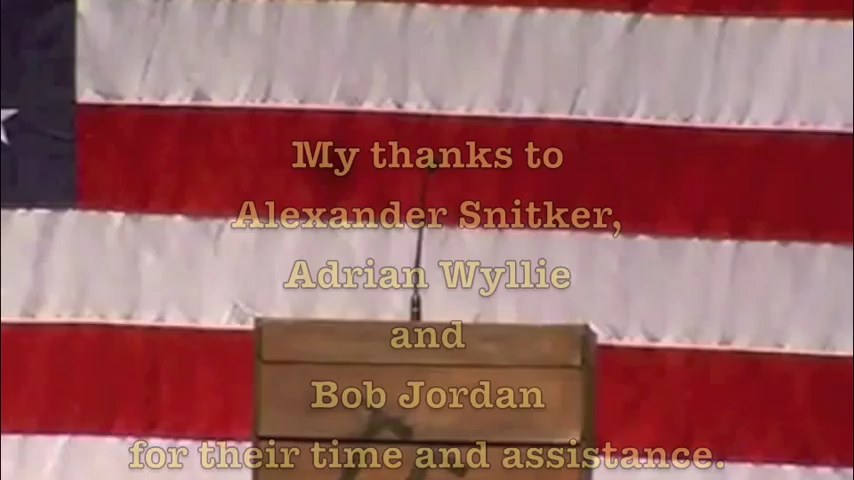 My thanks to
Alexander Snitker,
Adrian Wyllie
and
Bob Jordan
for their time and assistance.